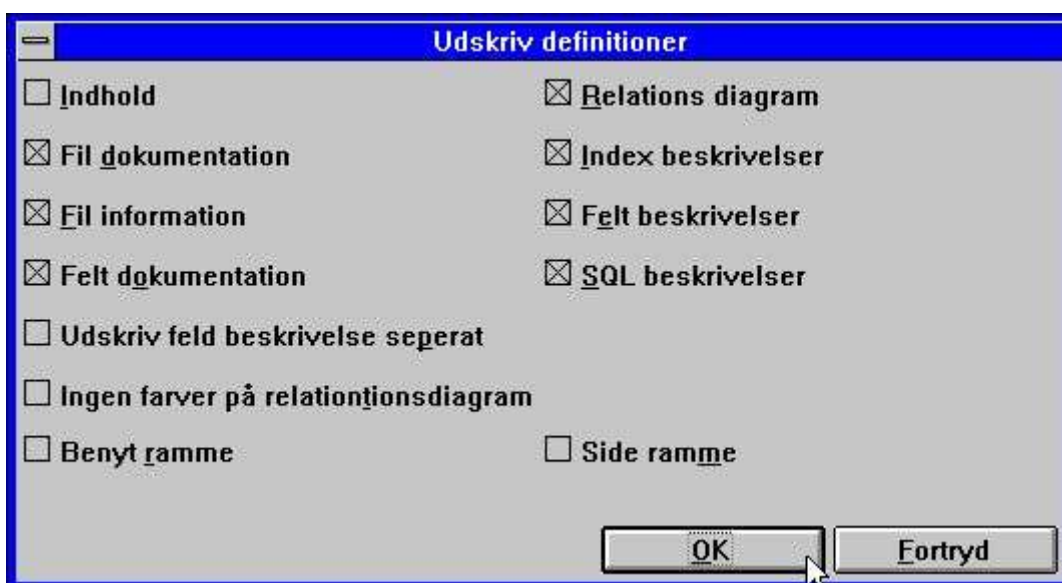 Udskriv definitioner
Indhold
Relations diagram
Fil dokumentation
Index beskrivelser
Fil information
Felt beskrivelser
Felt dokumentation
SQL beskrivelser
Udskriv feld beskrivelse seperat
Ingen farver på relationtionsdiagram
Benyt ramme
Side ramme
OK
Fortryd